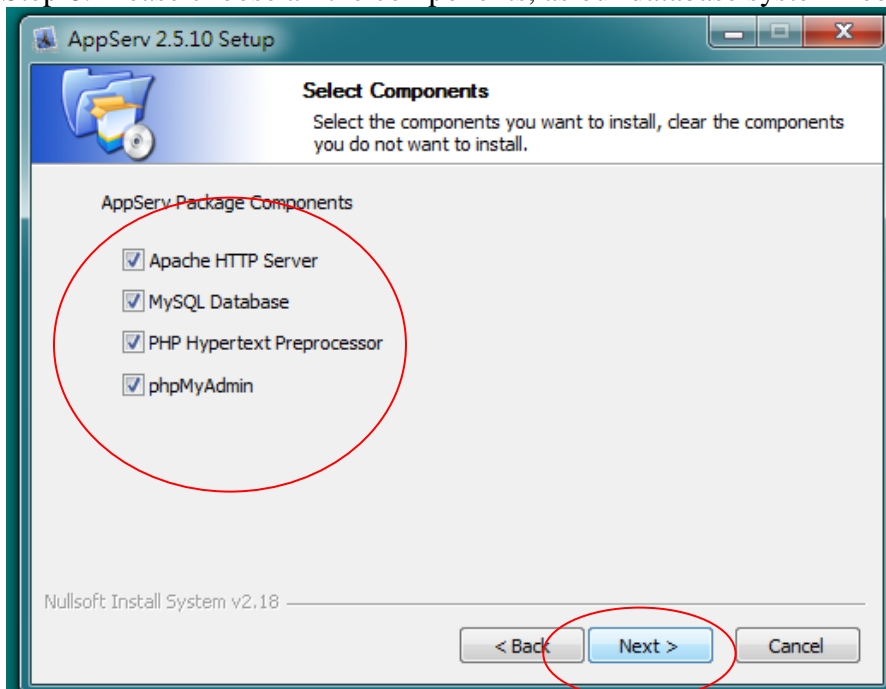 AppServ 2.5.10 Setup
Select Components
Select the components you want to install, clear the components
you do not want to install.
AppServ Package Components
Apache HTTP Server
MySQL Database
PHP Hypertext Preprocessor
phpMyAdmin
Nullsoft Install System v2.18
< Back Next > Cancel